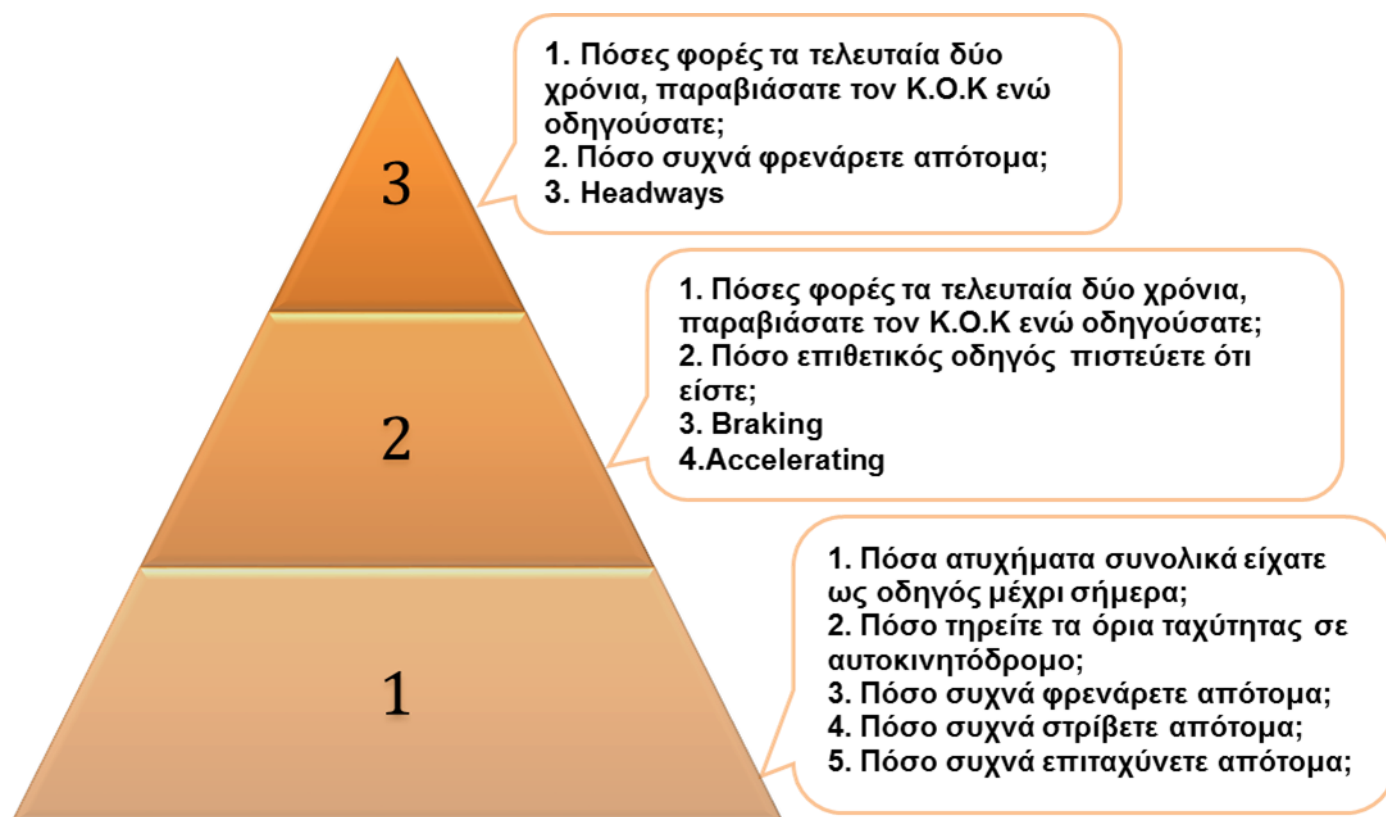 3
1. Πόσες φορές τα τελευταία δύο
χρόνια, παραβιάσατε τον Κ.Ο.Κ ενώ
οδηγούσατε;
2. Πόσο συχνά φρενάρετε απότομα;
3. Headways
2
1. Πόσες φορές τα τελευταία δύο χρόνια,
παραβιάσατε τον Κ.Ο.Κ ενώ οδηγούσατε;
2. Πόσο επιθετικός οδηγός πιστεύετε ότι
είστε;
3. Braking
4.Accelerating
1
1. Πόσα ατυχήματα συνολικά είχατε
ως οδηγός μέχρι σήμερα;
2. Πόσο τηρείτε τα όρια ταχύτητας σε
αυτοκινητόδρομο;
3. Πόσο συχνά φρενάρετε απότομα;
4. Πόσο συχνά στρίβετε απότομα;
5. Πόσο συχνά επιταχύνετε απότομα;